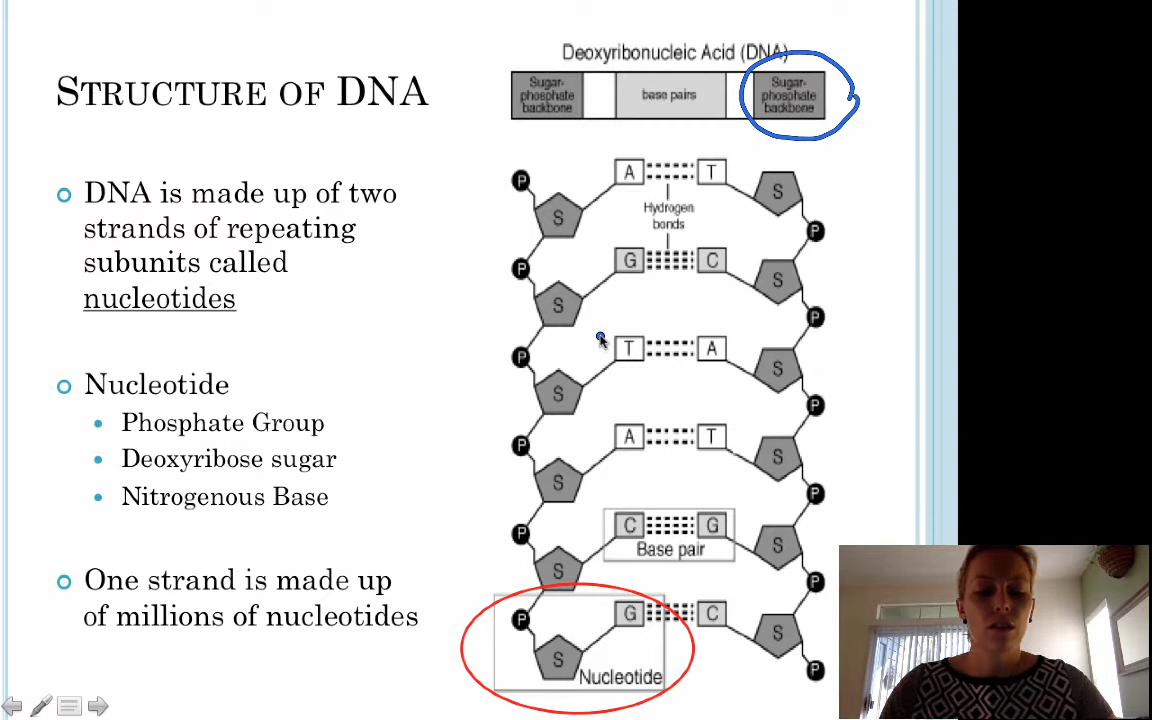 STRUCTURE OF DNA
DNA is made up of two
strands of repeating
subunits called
nucleotides
Nucleotide
Phosphate Group
Deoxyribose sugar
Nitrogenous Base
One strand is made up
of millions of nucleotides
Deoxyribonucleic Acid (DNA)
Sugar-
phosphate
backbone
base pairs
Sugar-
phosphate
backbone
P A T S
S Hydrogen
bonds
P
P G C S
S P
P T A S
S P
P A T S
S P
P C G S
Base pair
S P
P G C S
S Nucleotide P